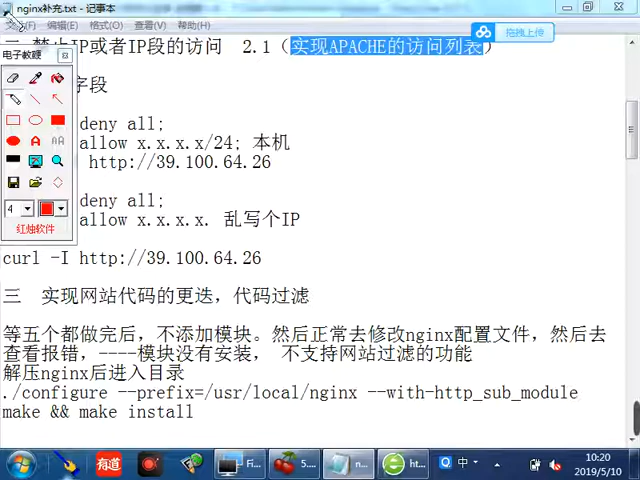 nginx补充.txt - 记事本
格式(O) 查看(V) 帮助(H)
禁止IP或者IP段的访问 2.1（实现APACHE的访问列表）
拖拽上传
电子教鞭
字段
deny all;
allow x.x.x.x/24; 本机
http://39.100.64.26
deny all;
allow x.x.x.x. 乱写个IP
4
红烛软件
curl -I http://39.100.64.26
三 实现网站代码的更迭，代码过滤
等五个都做完后，不添加模块。然后正常去修改nginx配置文件，然后去
查看报错，----模块没有安装， 不支持网站过滤的功能
解压nginx后进入目录
./configure --prefix=/usr/local/nginx --with-http_sub_module
make && make install
有道 Fi... 5.... n... ht... 中
10:20
2019/5/10